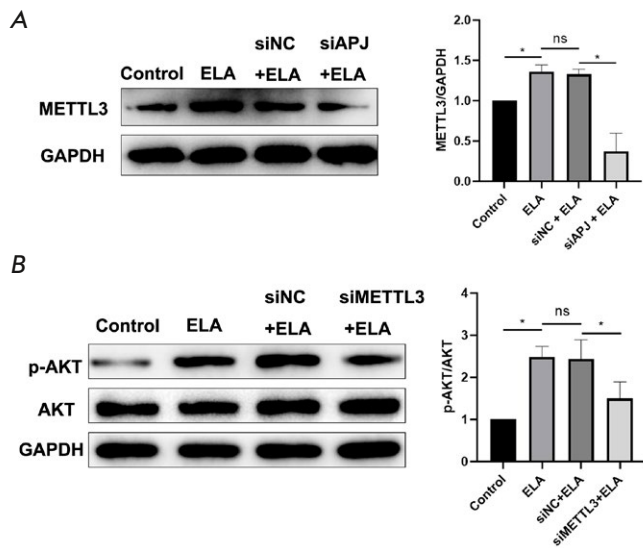 A
Control ELA siNC +ELA siAPJ +ELA
METTL3
GAPDH
METTL3/GAPDH
2.0
1.5
1.0
0.5
0.0
* ns *
Control
ELA
siNC + ELA
siAPJ + ELA
B
Control ELA siNC +ELA siMETTL3 +ELA
p-AKT
AKT
GAPDH
p-AKT/AKT
4
3
2
1
0
* ns *
Control
ELA
siNC+ELA
siMETTL3+ELA